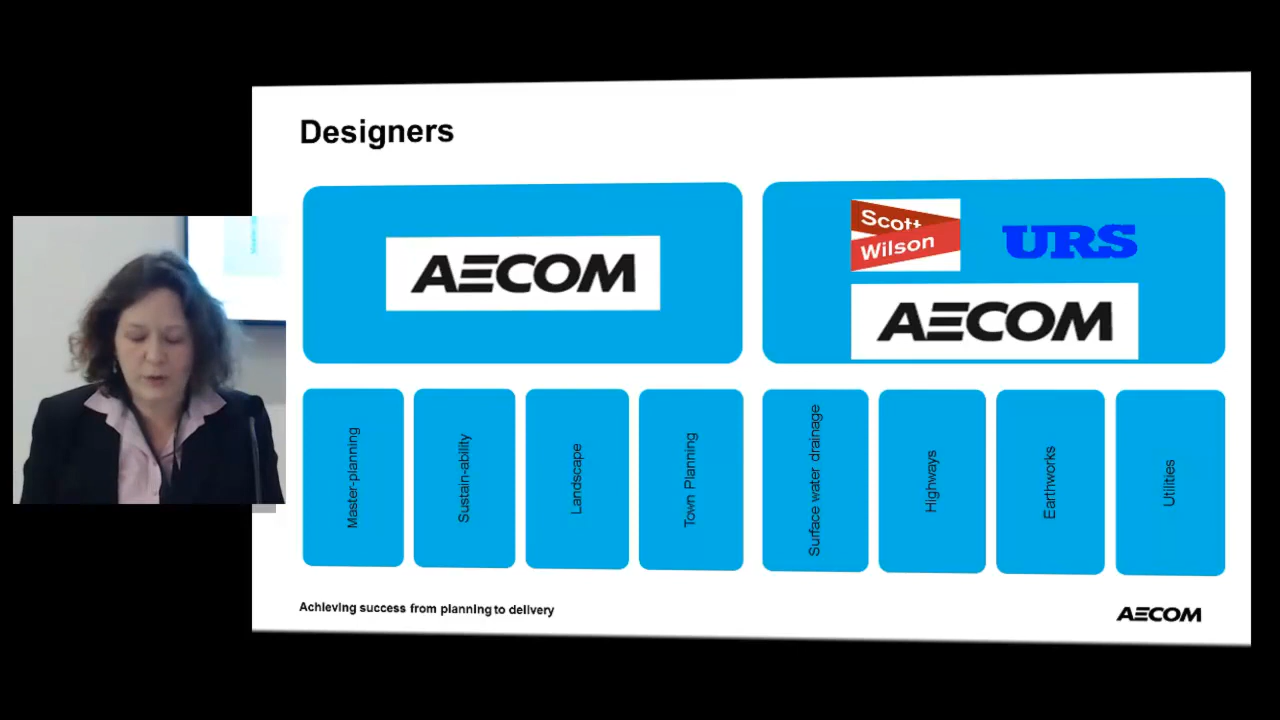 Designers
AECOM
Scott
Wilson
URS
AECOM
Master-planning
Sustain-ability
Landscape
Town Planning
Surface water drainage
Highways
Earthworks
Utilities
Achieving success from planning to delivery
AECOM